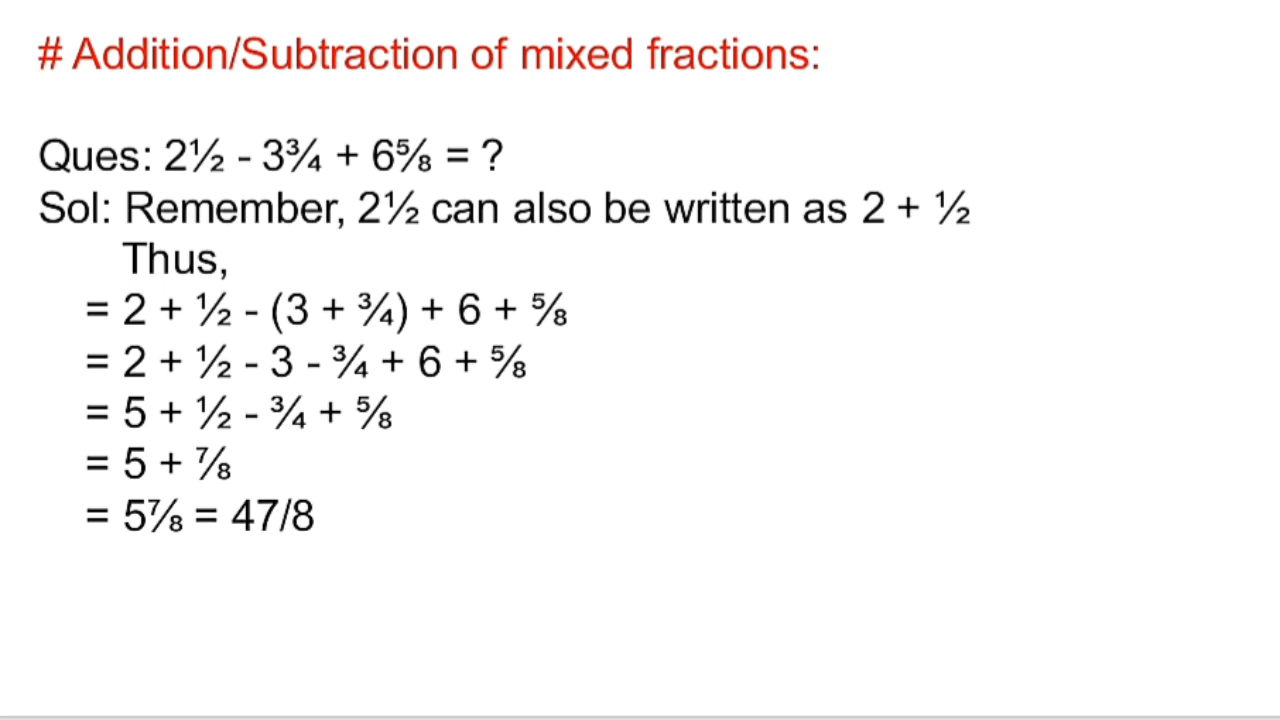 # Addition/Subtraction of mixed fractions:
Ques: 2½ - 3¾ + 6⅝ = ?
Sol: Remember, 2½ can also be written as 2 + ½
Thus,
= 2 + ½ - (3 + ¾) + 6 + ⅝
= 2 + ½ - 3 - ¾ + 6 + ⅝
= 5 + ½ - ¾ + ⅝
= 5 + ⅞
= 5⅞ = 47/8